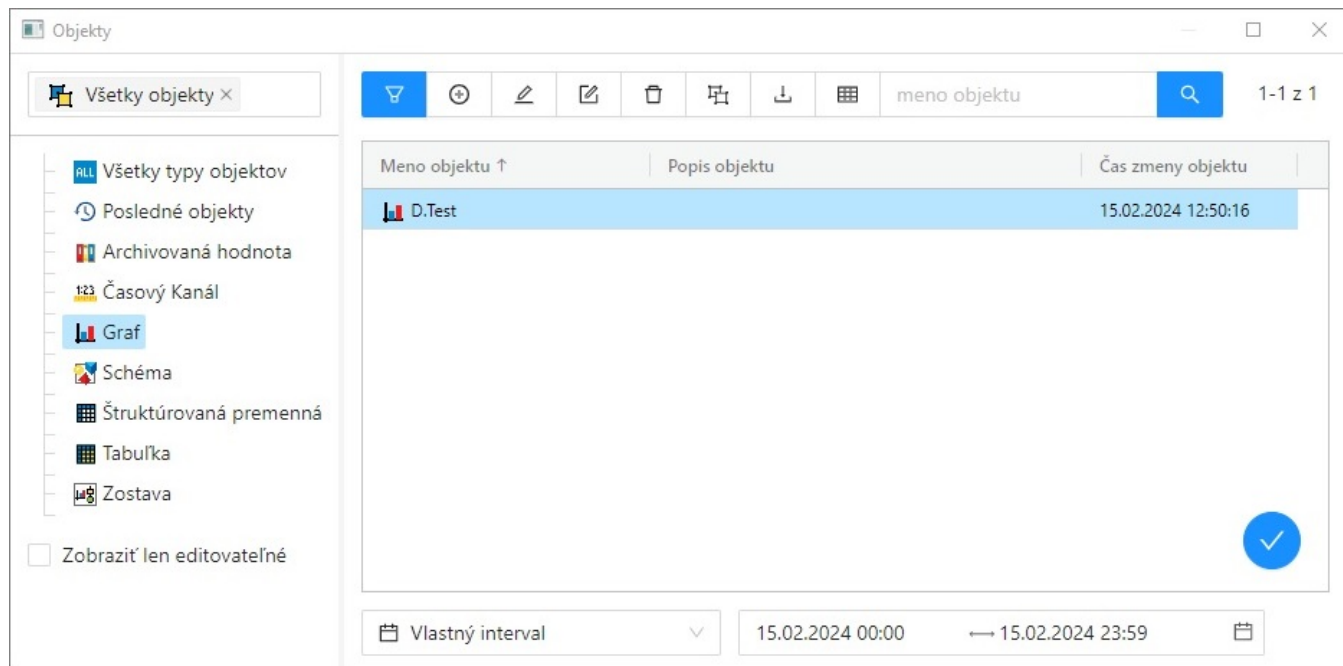 Objekty
Všetky objekty ×
meno objektu
1-1 z 1
ALL Všetky typy objektov
Posledné objekty
Archivovaná hodnota
1:23 Časový Kanál
Graf
Schéma
Štruktúrovaná premenná
Tabuľka
Zostava
Zobraziť len editovateľné
Meno objektu ↑ Popis objektu Čas zmeny objektu
D.Test 15.02.2024 12:50:16
Vlastný interval 15.02.2024 00:00 ⟷ 15.02.2024 23:59